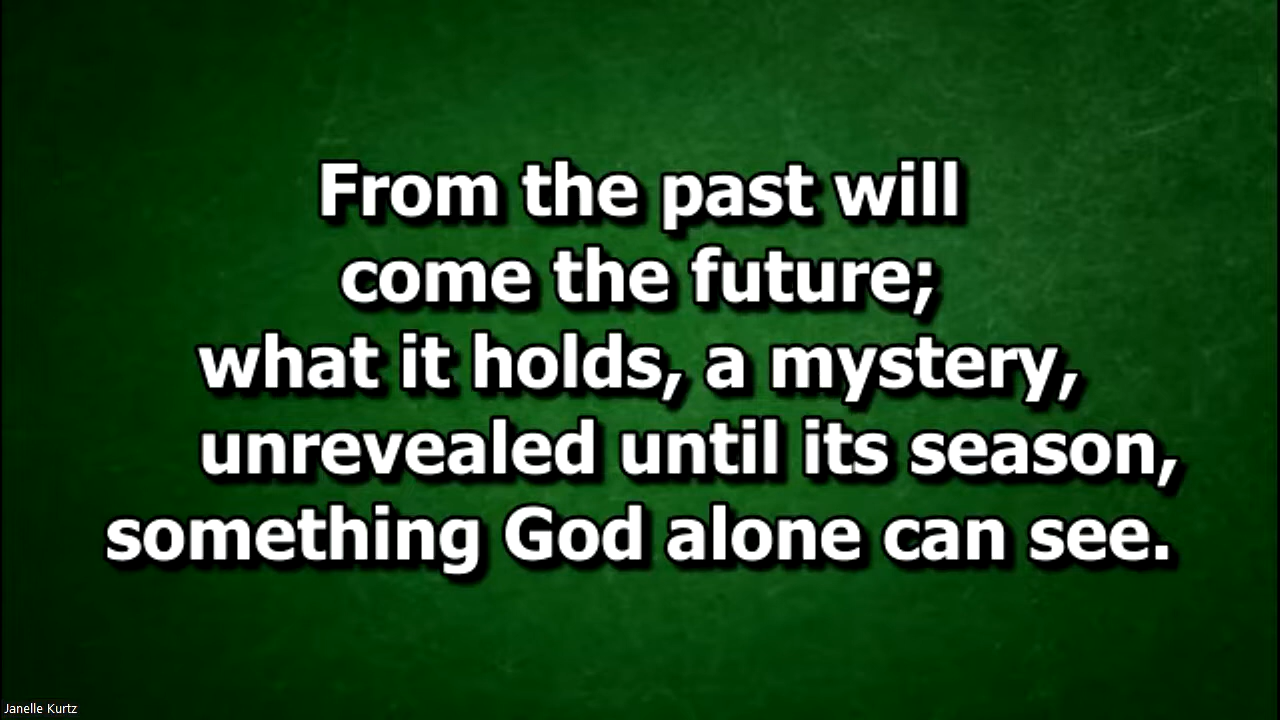 From the past will
come the future;
what it holds, a mystery,
unrevealed until its season,
something God alone can see.
Janelle Kurtz